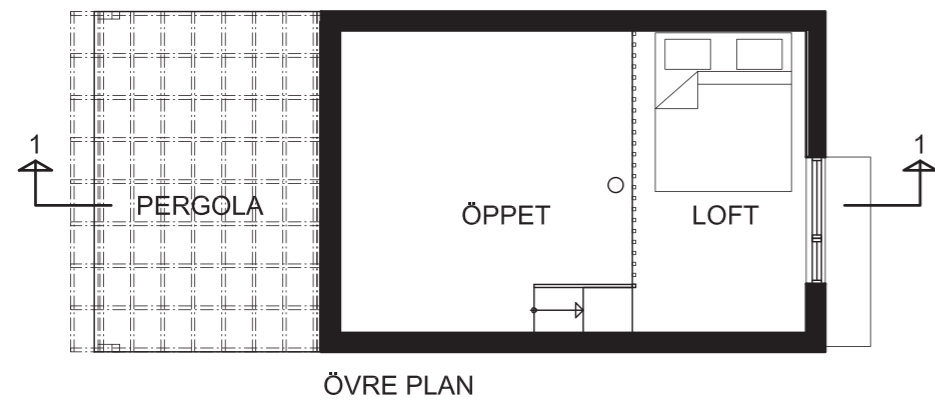 1
1
PERGOLA
ÖPPET
LOFT
ÖVRE PLAN